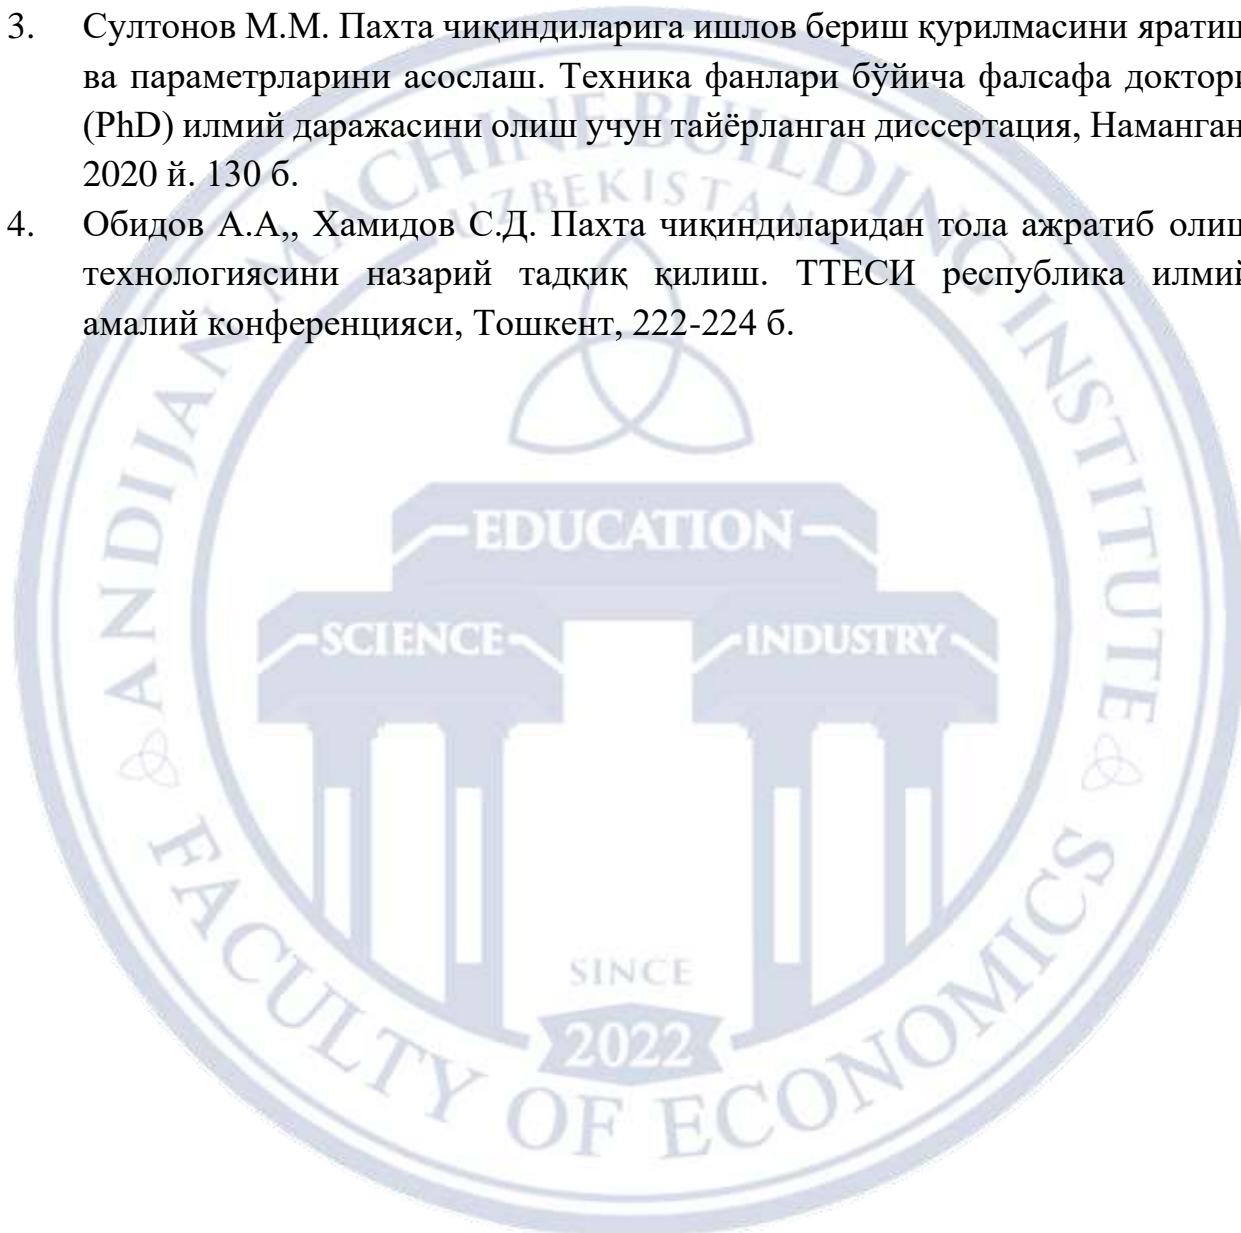 3. Султонов М.М. Пахта чиқиндиларига ишлов бериш қурилмасини яратиш
ва параметрларини асослаш. Техника фанлари бўйича фалсафа доктори
(PhD) илмий даражасини олиш учун тайёрланган диссертация, Наманган
2020 й. 130 б.
4. Обидов А.А,, Хамидов С.Д. Пахта чиқиндиларидан тола ажратиб олиш
технологиясини назарий тадқиқ қилиш. ТТЕСИ республика илмий
амалий конференцияси, Тошкент, 222-224 б.
ANDIJAN MACHINE BUILDING INSTITUTE
UZBEKISTAN
EDUCATION
SCIENCE
INDUSTRY
SINCE
2022
FACULTY OF ECONOMICS